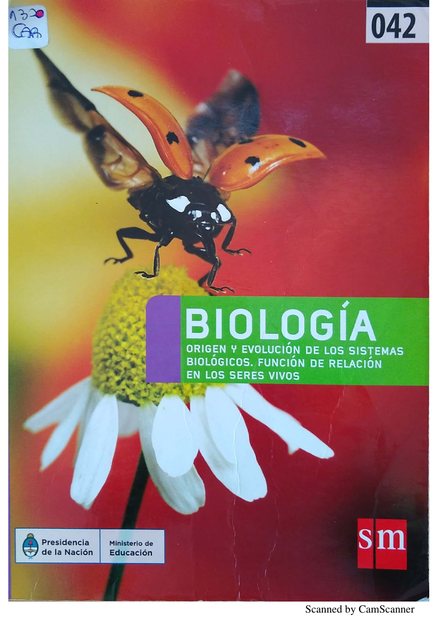 042
BIOLOGÍA
ORIGEN Y EVOLUCIÓN DE LOS SISTEMAS
BIOLÓGICOS. FUNCIÓN DE RELACIÓN
EN LOS SERES VIVOS
Presidencia
de la Nación
Ministerio de
Educación
sm
Scanned by CamScanner